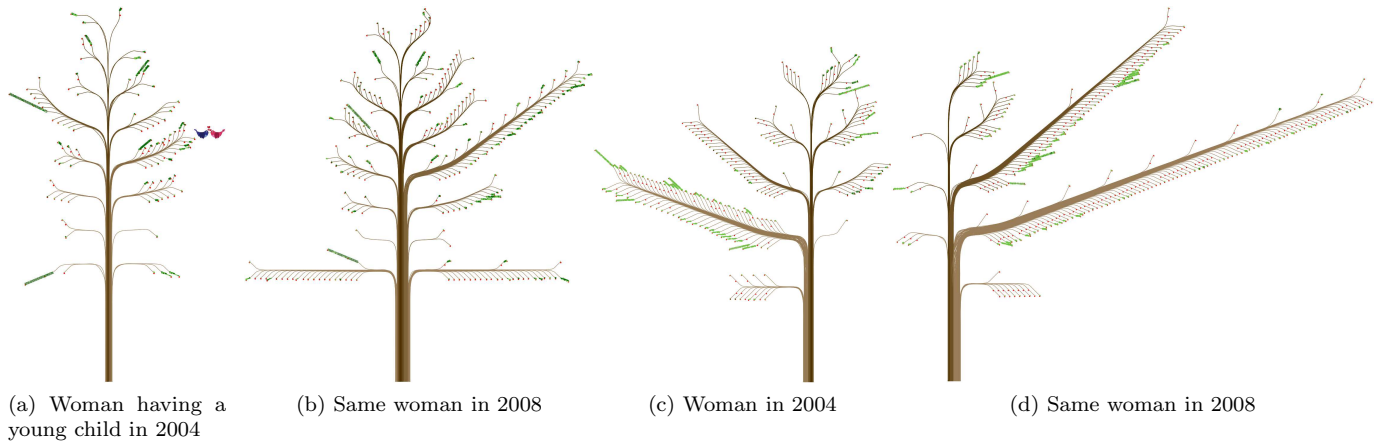 (a) Woman having a
young child in 2004
(b) Same woman in 2008
(c) Woman in 2004
(d) Same woman in 2008